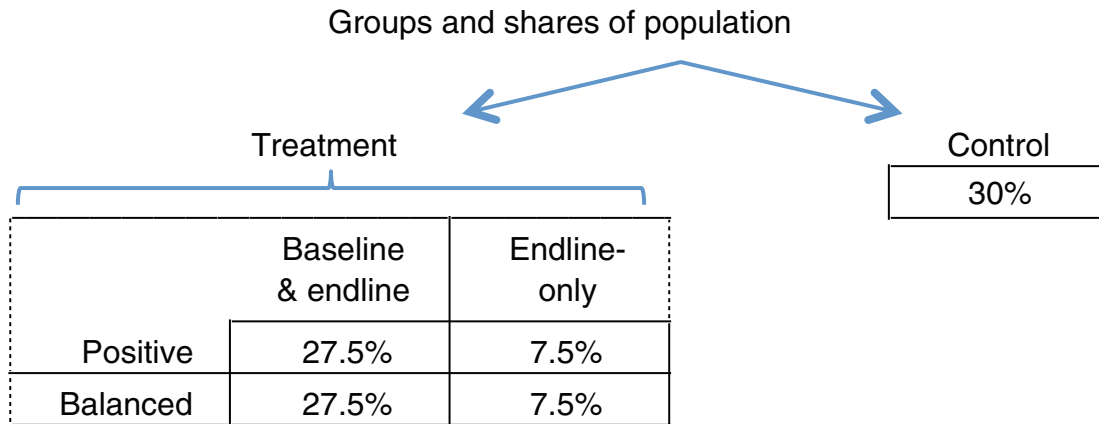 Groups and shares of population
Treatment
Control
30%
Baseline
& endline
Endline-
only
Positive 27.5% 7.5%
Balanced 27.5% 7.5%